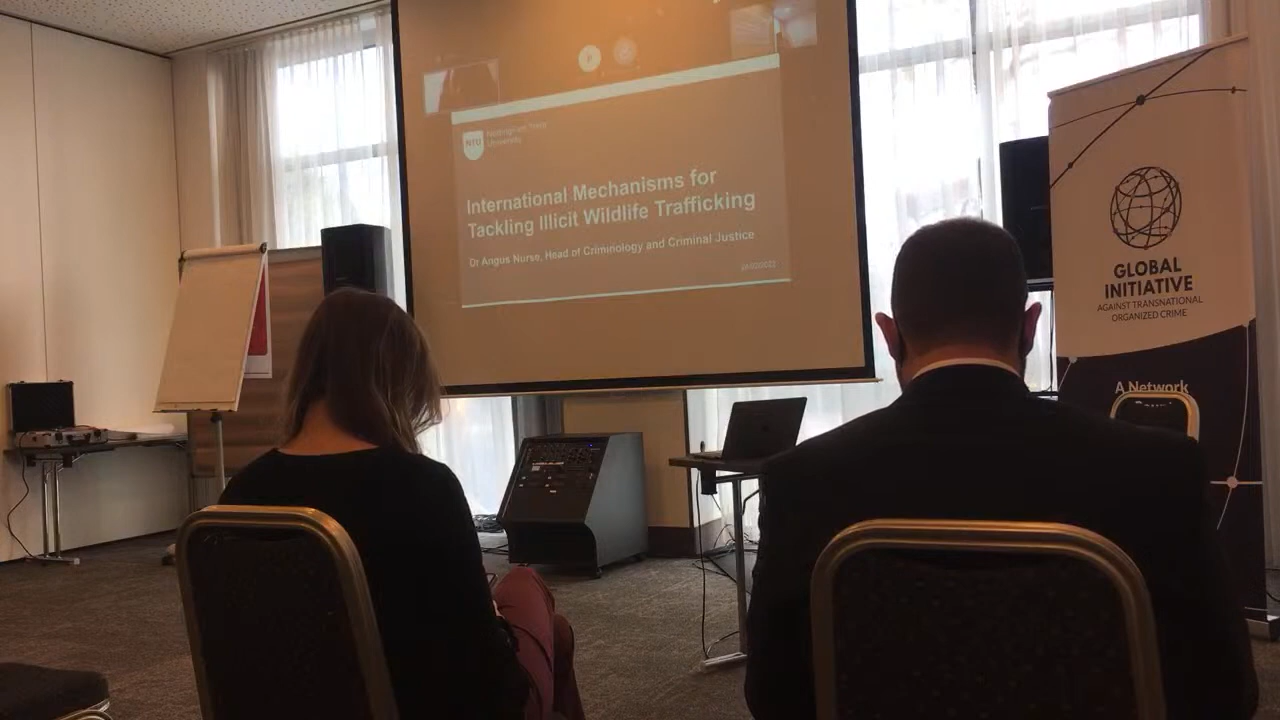 P
NTU
Nottingham Trent
University
International Mechanisms for
Tackling Illicit Wildlife Trafficking
Dr Angus Nurse, Head of Criminology and Criminal Justice
GLOBAL
INITIATIVE
AGAINST TRANSNATIONAL
ORGANIZED CRIME
A Network